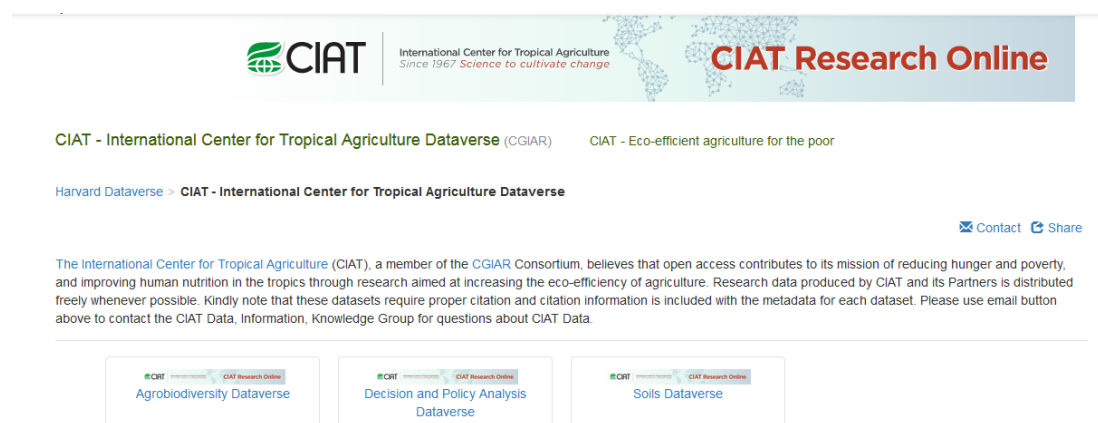 CIAT
International Center for Tropical Agriculture
Since 1967 Science to cultivate change
CIAT Research Online
CIAT - International Center for Tropical Agriculture Dataverse (CGIAR)
CIAT - Eco-efficient agriculture for the poor
Harvard Dataverse > CIAT - International Center for Tropical Agriculture Dataverse
Contact Share
The International Center for Tropical Agriculture (CIAT), a member of the CGIAR Consortium, believes that open access contributes to its mission of reducing hunger and poverty,
and improving human nutrition in the tropics through research aimed at increasing the eco-efficiency of agriculture. Research data produced by CIAT and its Partners is distributed
freely whenever possible. Kindly note that these datasets require proper citation and citation information is included with the metadata for each dataset. Please use email button
above to contact the CIAT Data, Information, Knowledge Group for questions about CIAT Data.
CIAT CIAT Research Online
Agrobiodiversity Dataverse
CIAT CIAT Research Online
Decision and Policy Analysis
Dataverse
CIAT CIAT Research Online
Soils Dataverse